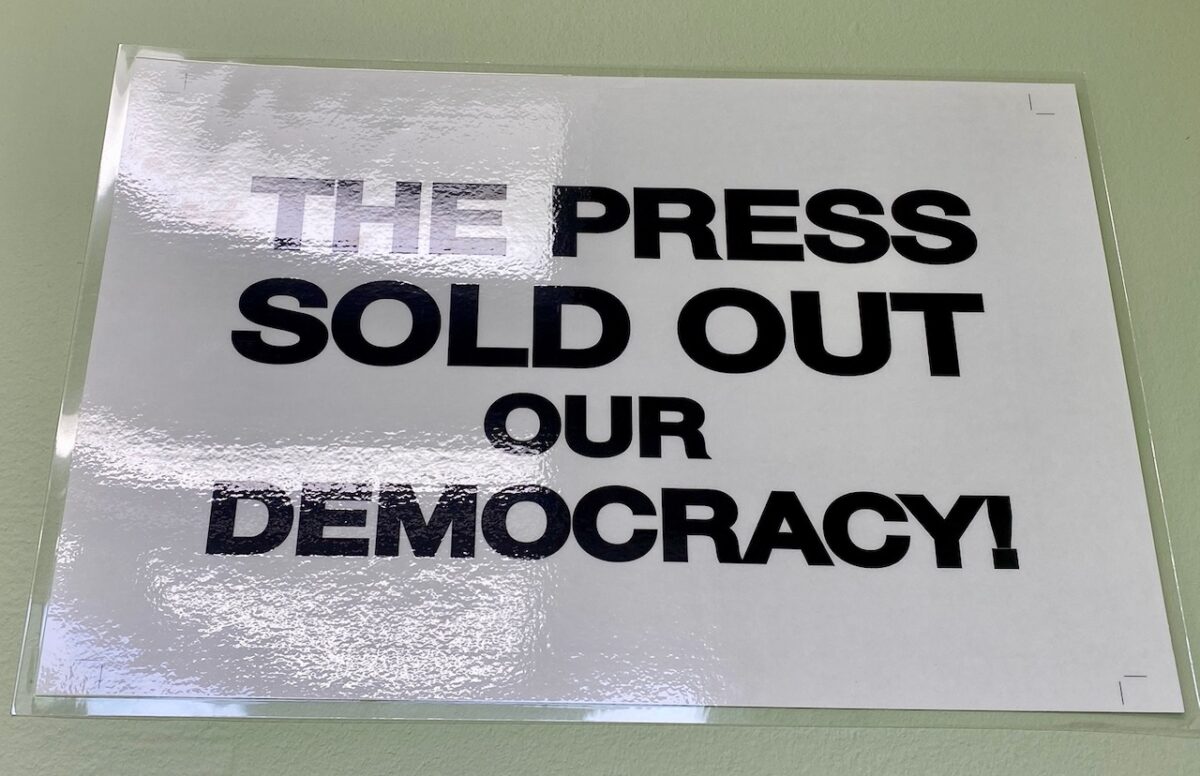 THE PRESS
SOLD OUT
OUR
DEMOCRACY!